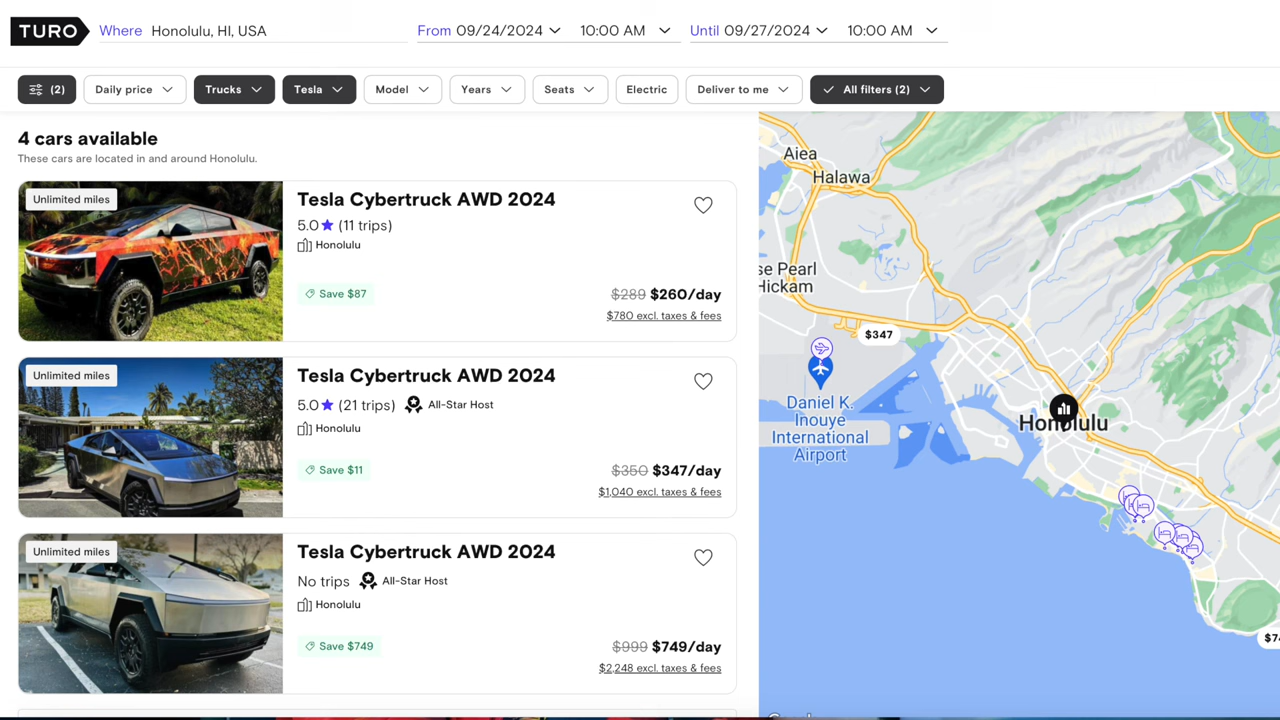 TURO Where Honolulu, HI, USA From 09/24/2024 10:00 AM Until 09/27/2024 10:00 AM
(2) Daily price Trucks Tesla Model Years Seats Electric Deliver to me All filters (2)
4 cars available
These cars are located in and around Honolulu.
Unlimited miles
Tesla Cybertruck AWD 2024
5.0 (11 trips)
Honolulu
Save $87
$289 $260/day
$780 excl. taxes & fees
Unlimited miles
Tesla Cybertruck AWD 2024
5.0 (21 trips) All-Star Host
Honolulu
Save $11
$350 $347/day
$1,040 excl. taxes & fees
Unlimited miles
Tesla Cybertruck AWD 2024
No trips All-Star Host
Honolulu
Save $749
$999 $749/day
$2,248 excl. taxes & fees
Aiea
Halawa
se Pearl
Hickam
$347
Daniel K.
Inouye
International
Airport
Honolulu